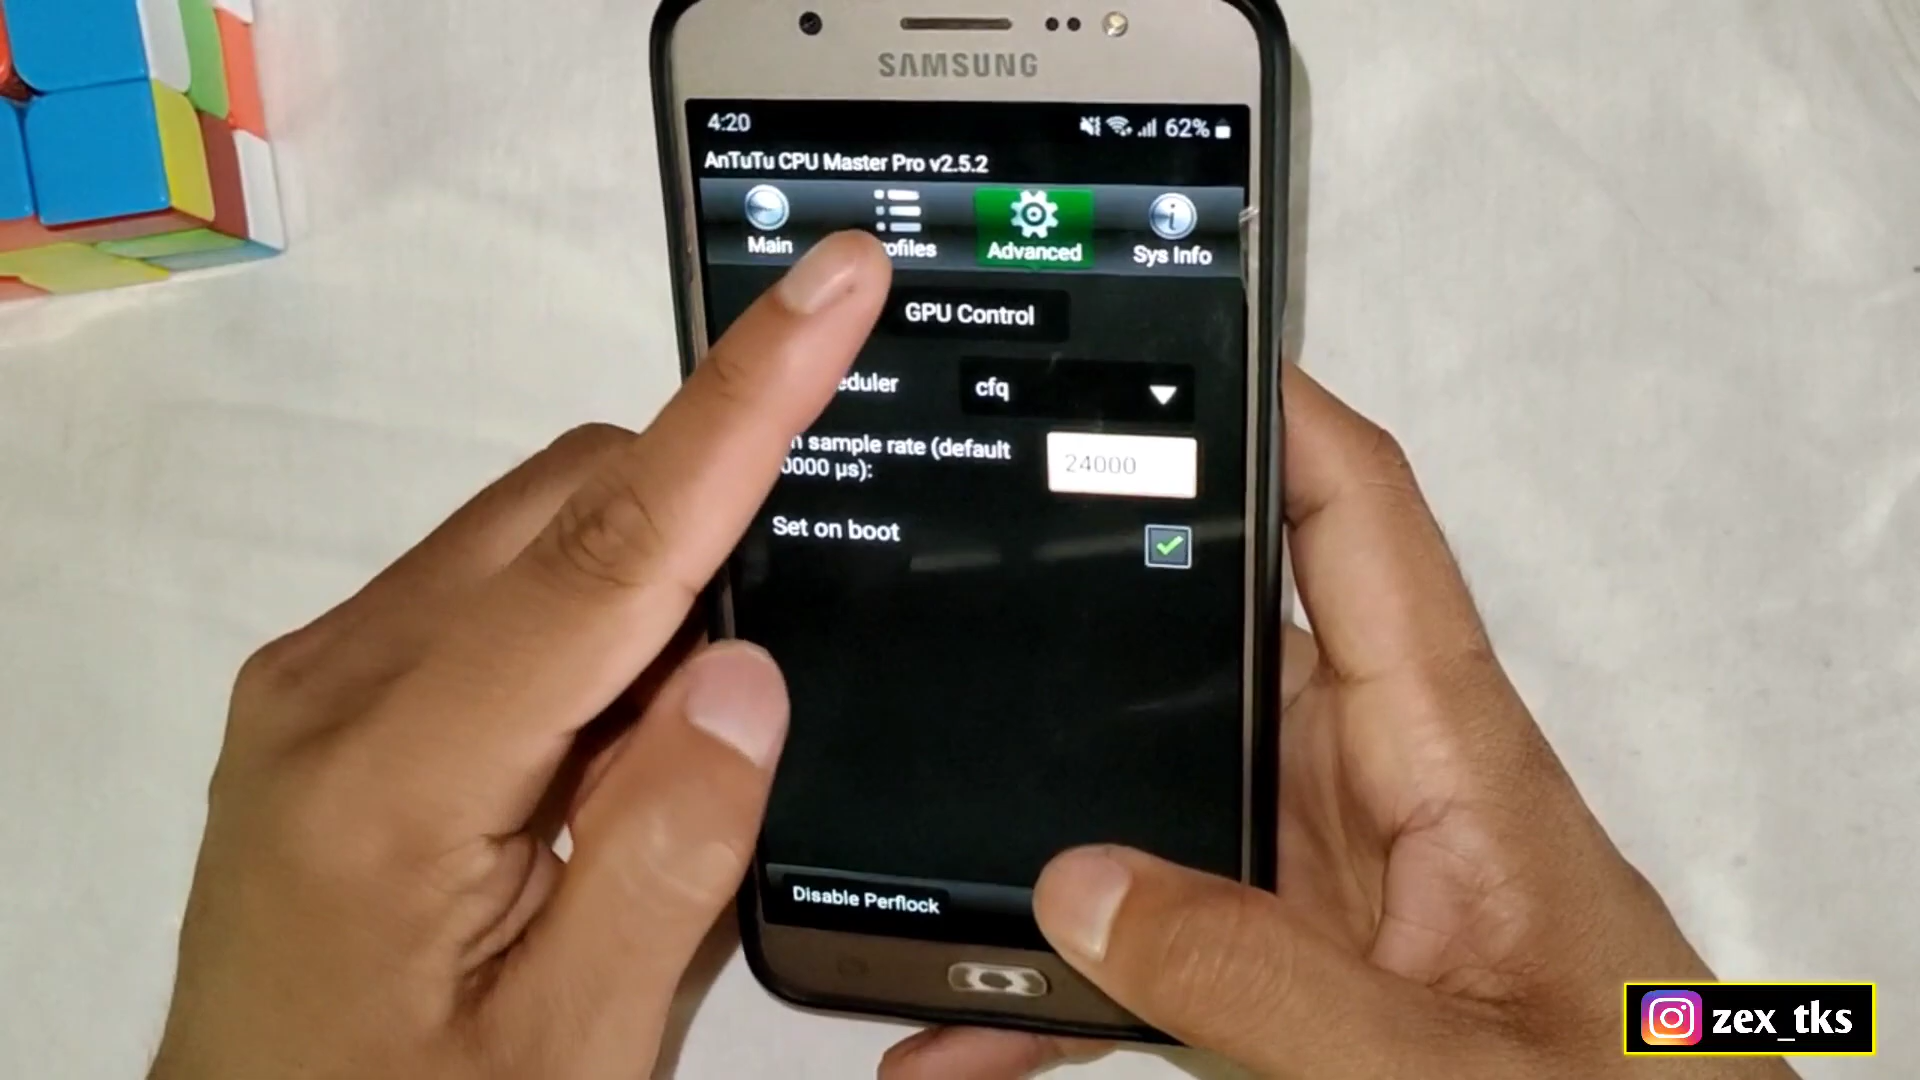 SAMSUNG
4:20
62%
AnTuTu CPU Master Pro v2.5.2
Main
ofiles
Advanced
Sys Info
GPU Control
eduler
cfq
sample rate (default
0000 µs):
24000
Set on boot
Disable Perflock
zex_tks